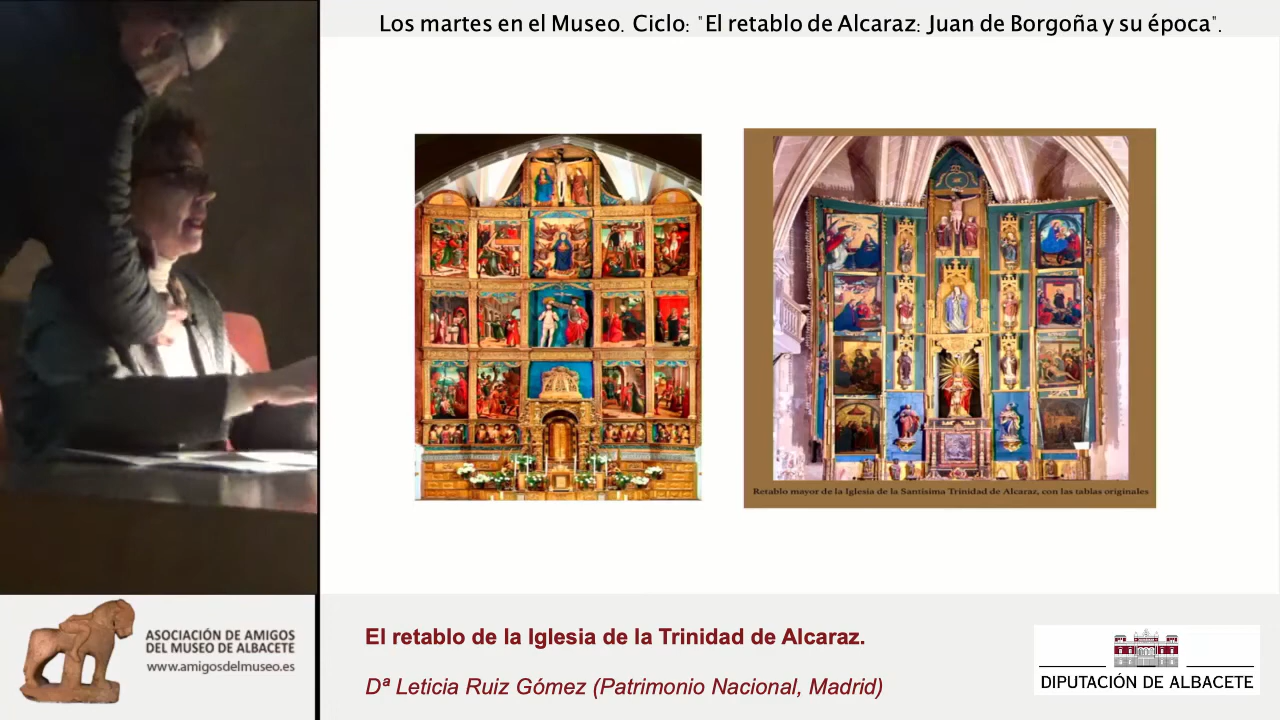 Los martes en el Museo. Ciclo: "El retablo de Alcaraz: Juan de Borgoña y su época".
Retablo mayor de la Iglesia de la Santísima Trinidad de Alcaraz, con las tablas originales
ASOCIACIÓN DE AMIGOS
DEL MUSEO DE ALBACETE
www.amigosdelmuseo.es
El retablo de la Iglesia de la Trinidad de Alcaraz.
Dª Leticia Ruiz Gómez (Patrimonio Nacional, Madrid)
DIPUTACIÓN DE ALBACETE